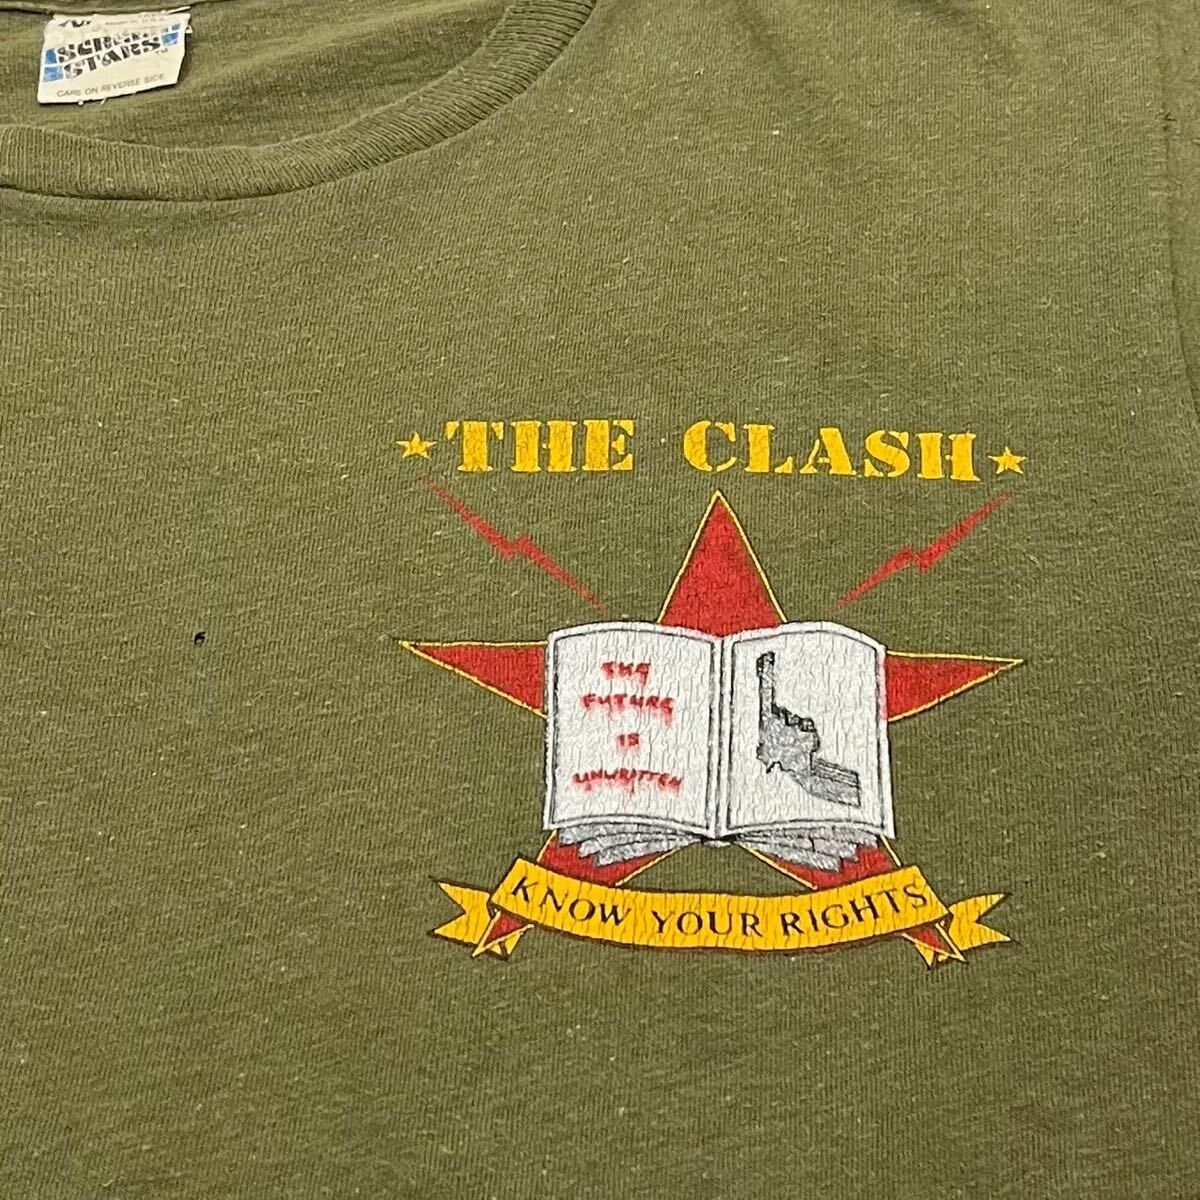 SCREEN
STARS
CARE ON REVERSE SIDE
THE CLASH
THE
FUTURE
IS
UNWRITTEN
KNOW YOUR RIGHTS